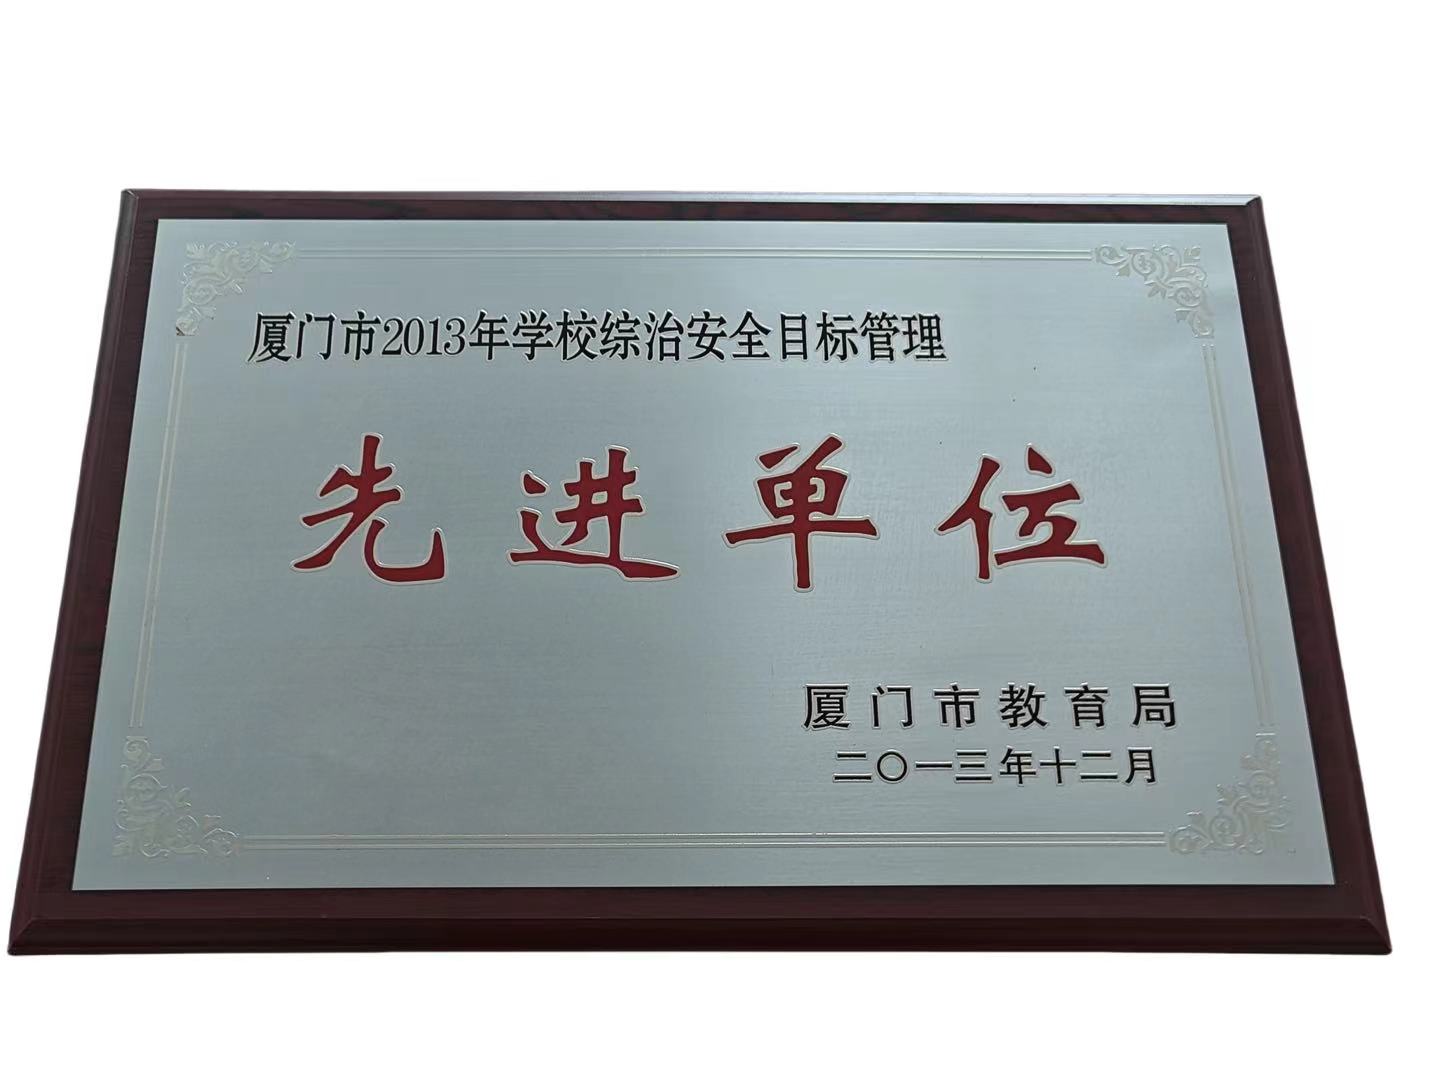 厦门市2013年学校综治安全目标管理
先进单位
厦门市教育局
二〇一三年十二月